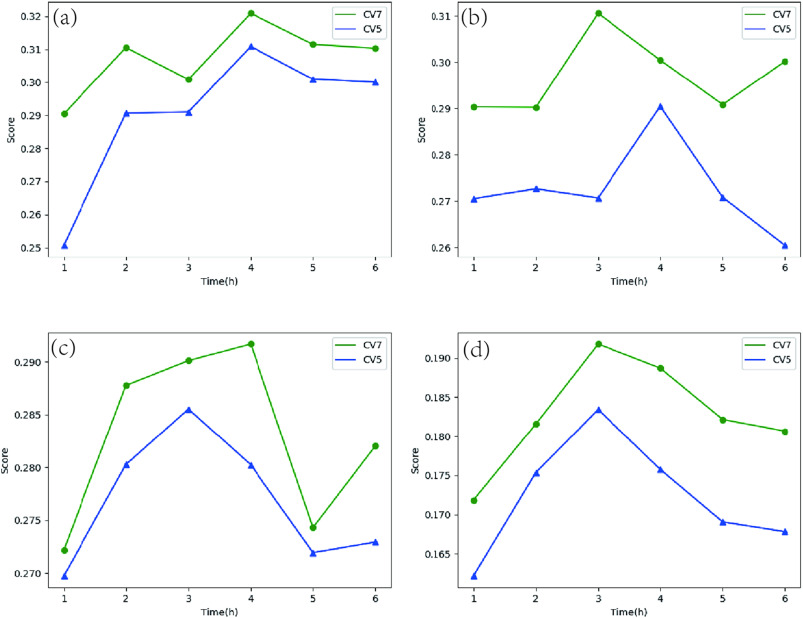 (a)
CV7
CV5
0.32
0.31
0.30
0.29
0.28
0.27
0.26
0.25
Score
1 2 3 4 5 6
Time(h)
(b)
CV7
CV5
0.31
0.30
0.29
0.28
0.27
0.26
Score
1 2 3 4 5 6
Time(h)
(c)
CV7
CV5
0.290
0.285
0.280
0.275
0.270
Score
1 2 3 4 5 6
Time(h)
(d)
CV7
CV5
0.190
0.185
0.180
0.175
0.170
0.165
Score
1 2 3 4 5 6
Time(h)